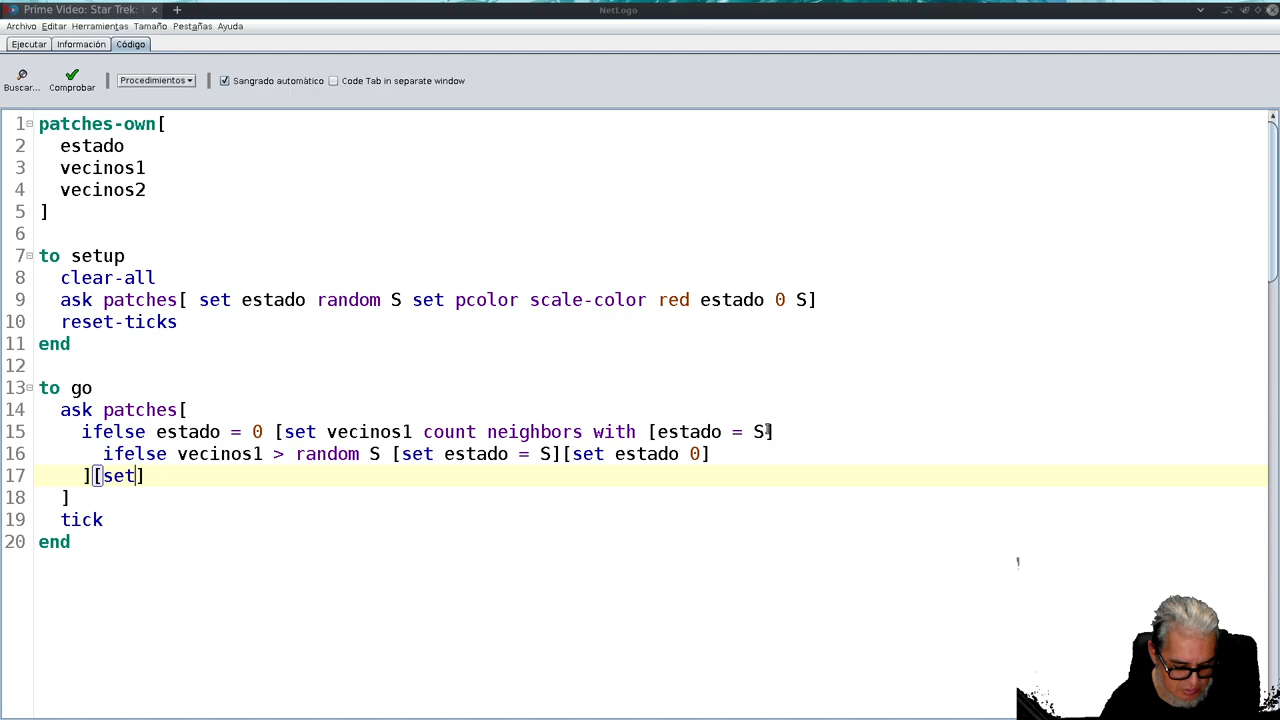 Prime Video: Star Trek:
NetLogo
Archivo Editar Herramientas Tamaño Pestañas Ayuda
Ejecutar Información Código
Buscar... Comprobar Procedimientos Sangrado automático Code Tab in separate window
1 patches-own[
2 estado
3 vecinos1
4 vecinos2
5 ]
6
7 to setup
8 clear-all
9 ask patches[ set estado random S set pcolor scale-color red estado 0 S]
10 reset-ticks
11 end
12
13 to go
14 ask patches[
15 ifelse estado = 0 [set vecinos1 count neighbors with [estado = S]
16 ifelse vecinos1 > random S [set estado = S][set estado 0]
17 ][set]
18 ]
19 tick
20 end